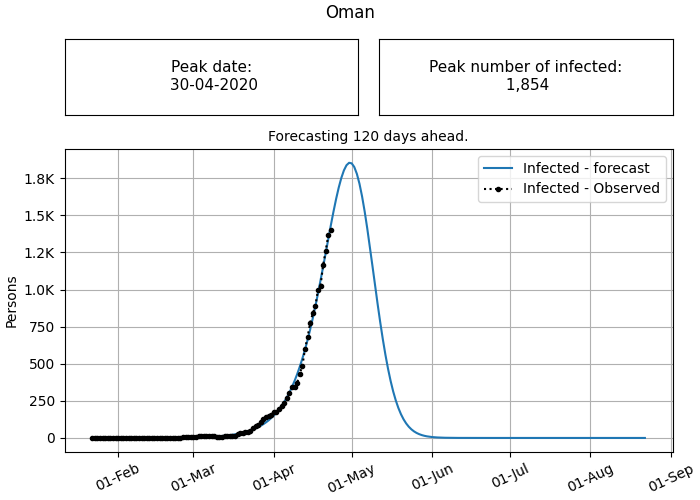 Oman
Peak date:
30-04-2020
Peak number of infected:
1,854
Forecasting 120 days ahead.
Infected - forecast
Infected - Observed
1.8K
1.5K
1.2K
1.0K
750
500
250
0
Persons
01-Feb
01-Mar
01-Apr
01-May
01-Jun
01-Jul
01-Aug
01-Sep